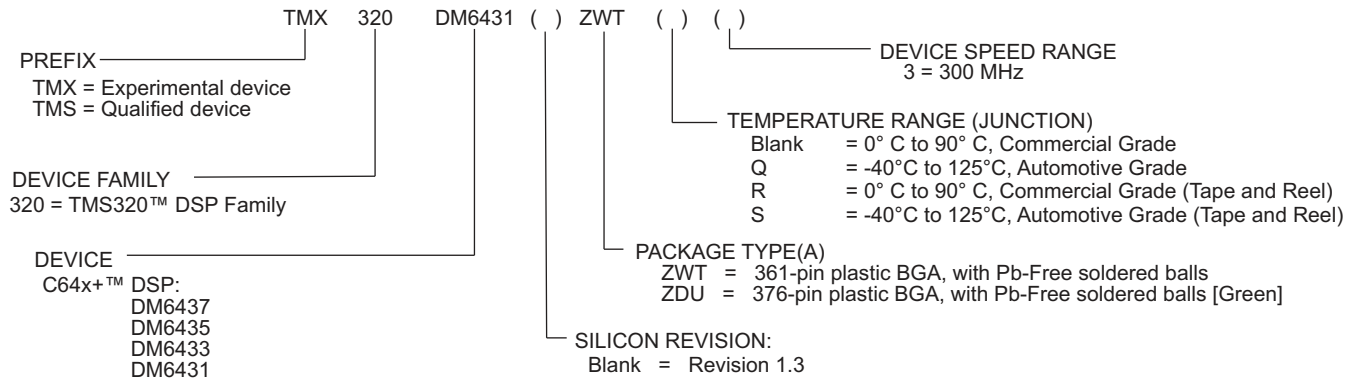 TMX 320 DM6431 ( ) ZWT ( ) ( )
PREFIX
TMX = Experimental device
TMS = Qualified device
DEVICE SPEED RANGE
3 = 300 MHz
TEMPERATURE RANGE (JUNCTION)
Blank = 0° C to 90° C, Commercial Grade
Q = -40°C to 125°C, Automotive Grade
R = 0° C to 90° C, Commercial Grade (Tape and Reel)
S = -40°C to 125°C, Automotive Grade (Tape and Reel)
DEVICE FAMILY
320 = TMS320™ DSP Family
PACKAGE TYPE(A)
ZWT = 361-pin plastic BGA, with Pb-Free soldered balls
ZDU = 376-pin plastic BGA, with Pb-Free soldered balls [Green]
DEVICE
C64x+™ DSP:
DM6437
DM6435
DM6433
DM6431
SILICON REVISION:
Blank = Revision 1.3